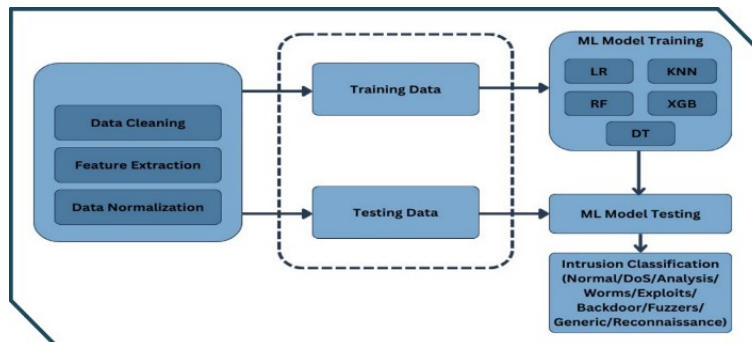 Data Cleaning
Feature Extraction
Data Normalization
Training Data
Testing Data
ML Model Training
LR
KNN
RF
XGB
DT
ML Model Testing
Intrusion Classification
(Normal/DoS/Analysis/
Worms/Exploits/
Backdoor/Fuzzers/
Generic/Reconnaissance)